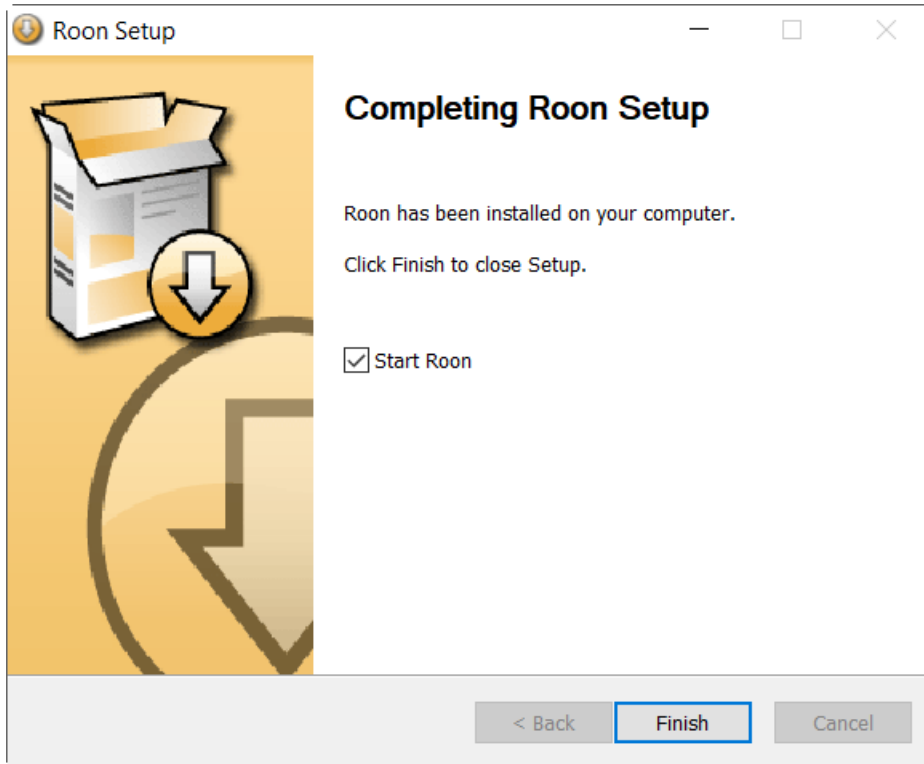 Roon Setup
Completing Roon Setup
Roon has been installed on your computer.
Click Finish to close Setup.
Start Roon
< Back
Finish
Cancel